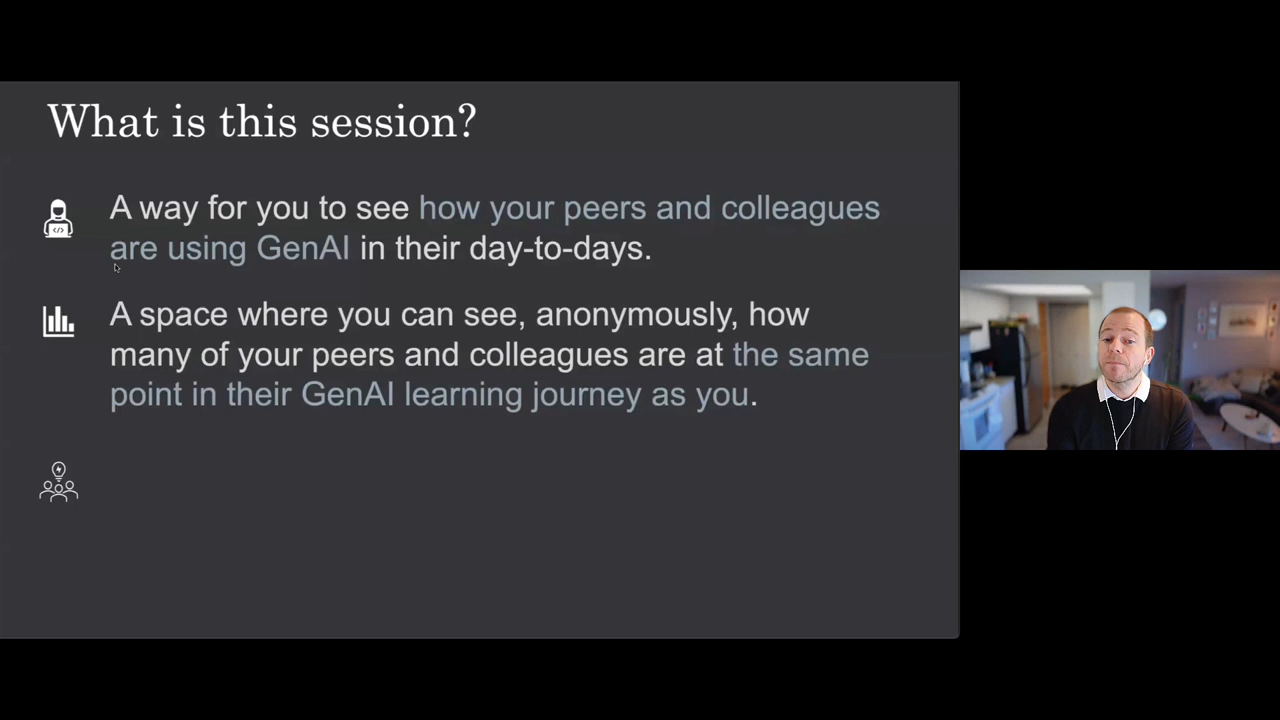 What is this session?
A way for you to see how your peers and colleagues
are using GenAI in their day-to-days.
A space where you can see, anonymously, how
many of your peers and colleagues are at the same
point in their GenAI learning journey as you.